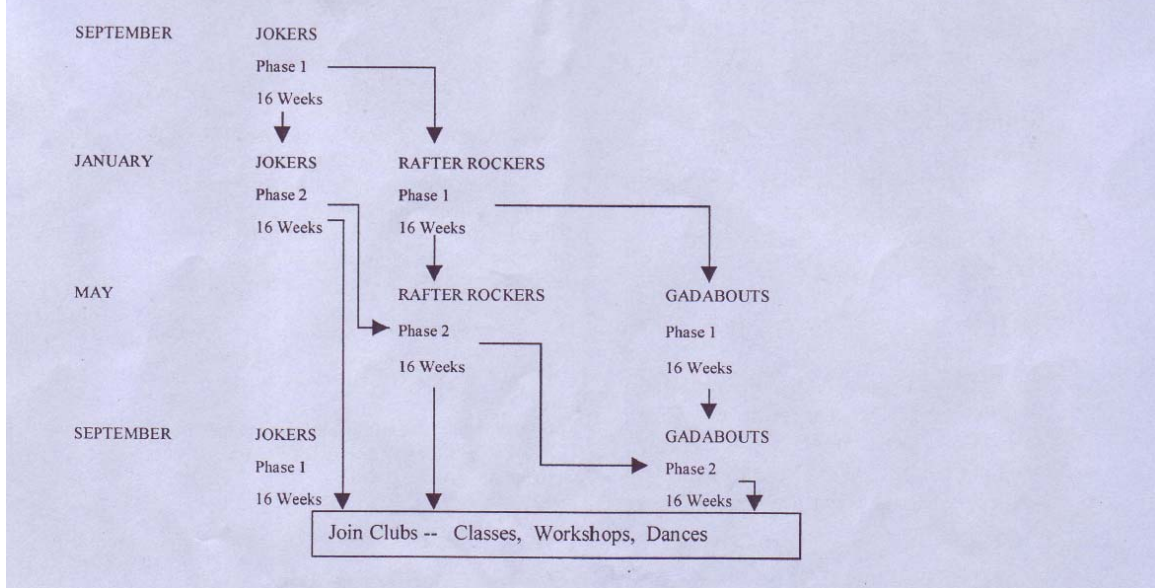 SEPTEMBER JOKERS
Phase 1
16 Weeks
JANUARY JOKERS RAFTER ROCKERS
Phase 2 Phase 1
16 Weeks 16 Weeks
MAY RAFTER ROCKERS GADABOUTS
Phase 2 Phase 1
16 Weeks 16 Weeks
SEPTEMBER JOKERS GADABOUTS
Phase 1 Phase 2
16 Weeks 16 Weeks
Join Clubs -- Classes, Workshops, Dances